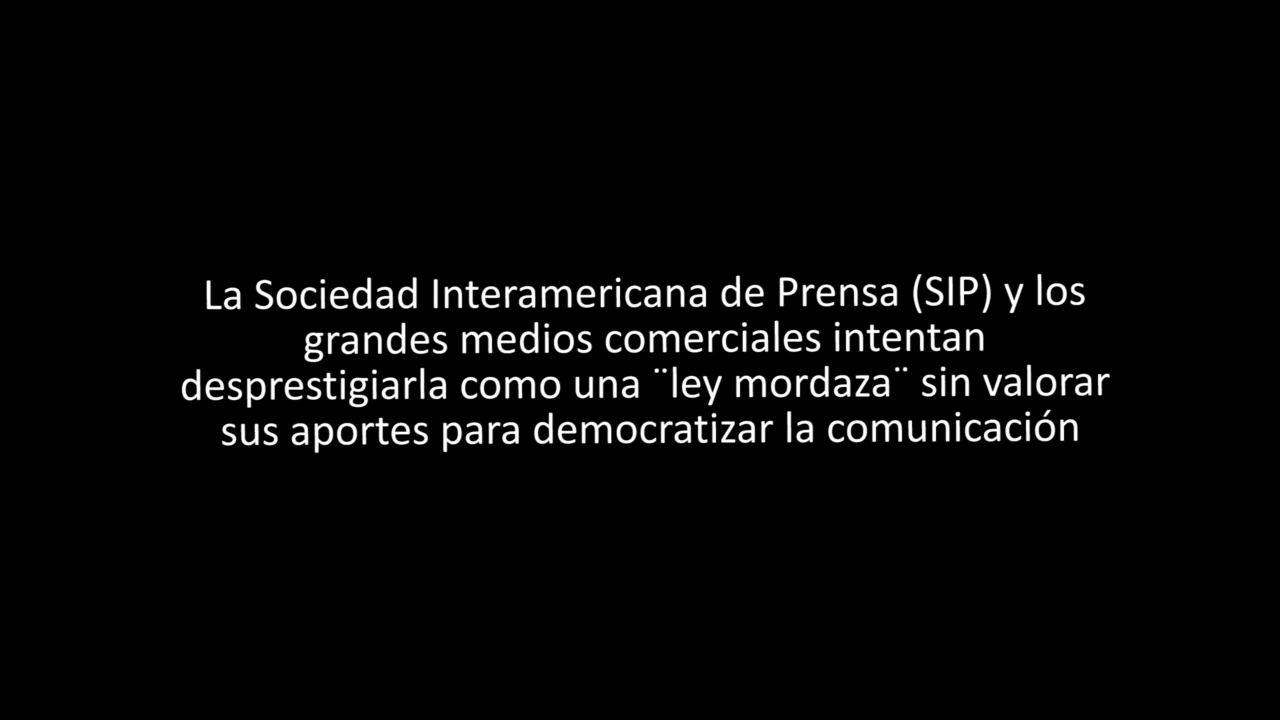 La Sociedad Interamericana de Prensa (SIP) y los
grandes medios comerciales intentan
desprestigiarla como una ¨ley mordaza¨ sin valorar
sus aportes para democratizar la comunicación